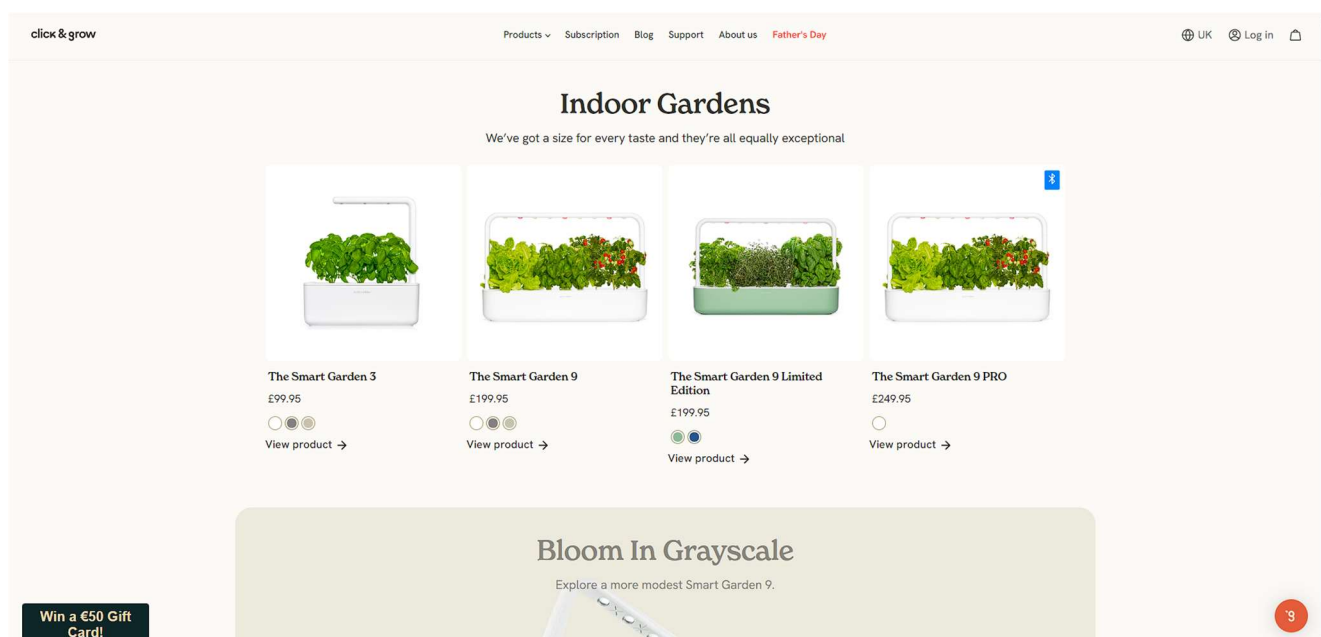 click & grow
Products
Subscription
Blog
Support
About us
Father's Day
UK
Log in
Indoor Gardens
We've got a size for every taste and they're all equally exceptional
The Smart Garden 3
£99.95
View product →
The Smart Garden 9
£199.95
View product →
The Smart Garden 9 Limited
Edition
£199.95
View product →
The Smart Garden 9 PRO
£249.95
View product →
Bloom In Grayscale
Explore a more modest Smart Garden 9.
Win a €50 Gift
Card!